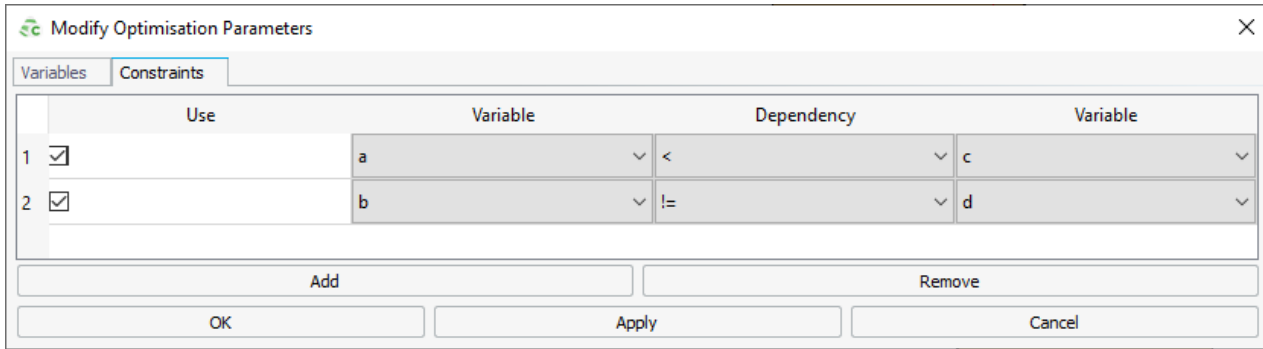 Modify Optimisation Parameters
Variables Constraints
Use Variable Dependency Variable
1 a < c
2 b != d
Add Remove
OK Apply Cancel